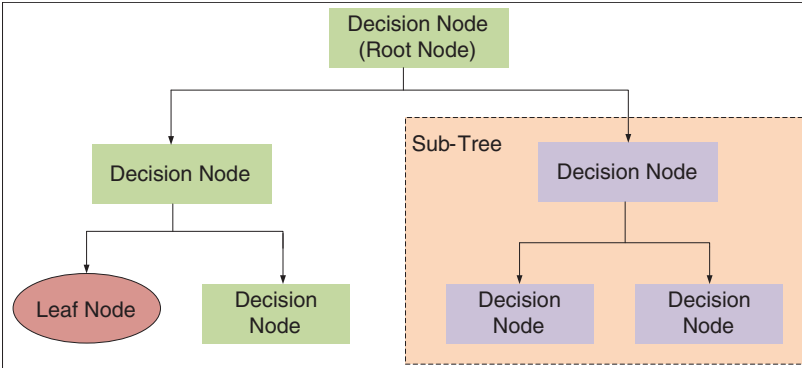 Decision Node
(Root Node)
Sub-Tree
Decision Node
Decision Node
Leaf Node
Decision
Node
Decision
Node
Decision
Node